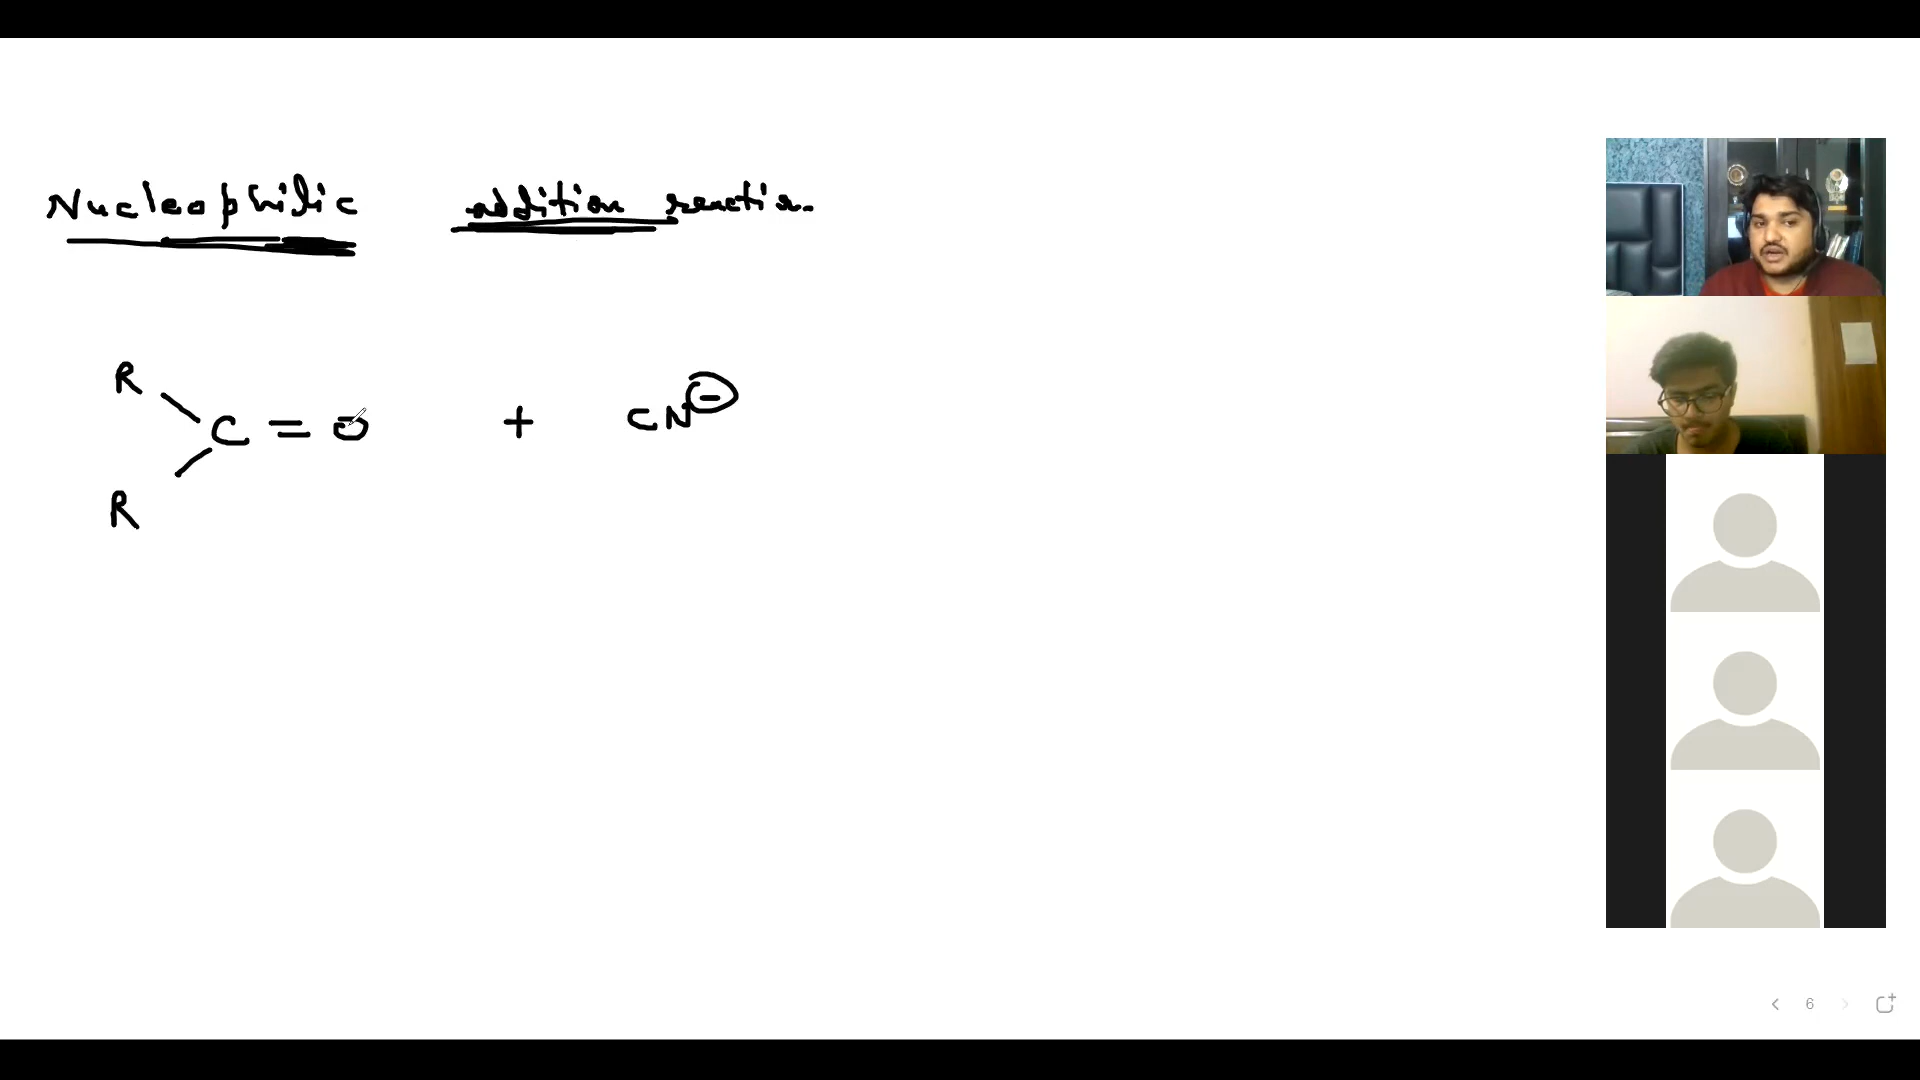 Nucleophilic addition reaction.
R
C = O + CN⊖
R
6